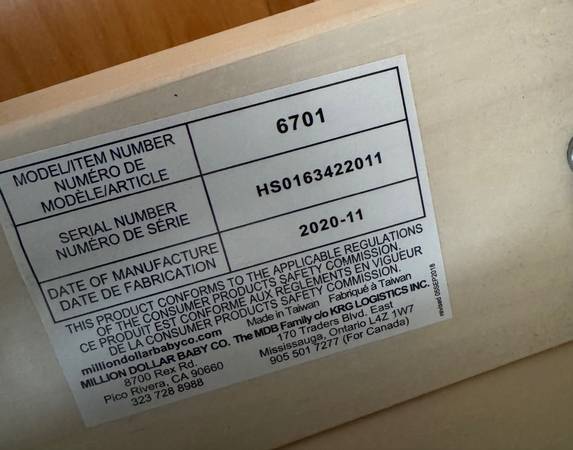 MODEL/ITEM NUMBER
NUMÉRO DE
MODÈLE/ARTICLE
6701
SERIAL NUMBER
NUMÉRO DE SÉRIE
HS0163422011
DATE OF MANUFACTURE
DATE DE FABRICATION
2020-11
THIS PRODUCT CONFORMS TO THE APPLICABLE REGULATIONS
OF THE CONSUMER PRODUCTS SAFETY COMMISSION.
CE PRODUIT EST CONFORME AUX RÈGLEMENTS EN VIGUEUR
DE LA CONSUMER PRODUCTS SAFETY COMMISSION.
milliondollarbabyco.com Made in Taiwan Fabriqué à Taiwan
MILLION DOLLAR BABY CO.
8700 Rex Rd.
Pico Rivera, CA 90660
323 728 8988
The MDB Family c/o KRG LOGISTICS INC.
170 Traders Blvd. East
Mississauga, Ontario L4Z 1W7
905 501 7277 (For Canada)
revised 05SEP2018